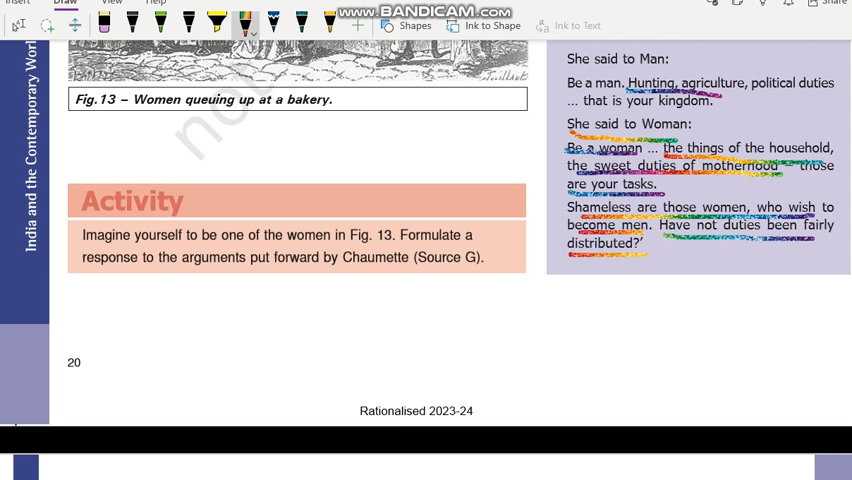 Insert
Draw
View
Help
WWW.BANDICAM.COM
Share
Shapes
Ink to Shape
Ink to Text
India and the Contemporary Worl
not
Fig.13 – Women queuing up at a bakery.
Activity
Imagine yourself to be one of the women in Fig. 13. Formulate a
response to the arguments put forward by Chaumette (Source G).
20
She said to Man:
Be a man. Hunting, agriculture, political duties
... that is your kingdom.
She said to Woman:
Be a woman ... the things of the household,
the sweet duties of motherhood – those
are your tasks.
Shameless are those women, who wish to
become men. Have not duties been fairly
distributed?’
Rationalised 2023-24